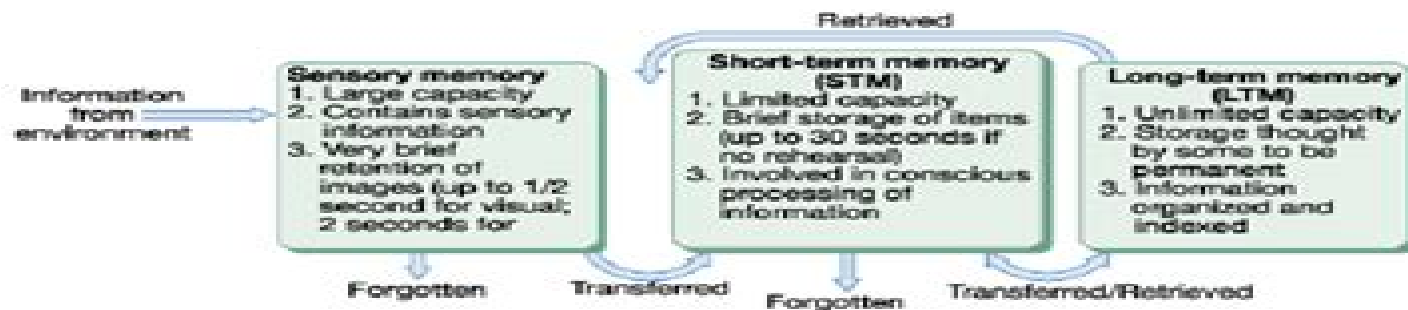 Retrieved
Information
from
environment
Sensory memory
1. Large capacity
2. Contains sensory
information
3. Very brief
retention of
images (up to 1/2
second for visual;
2 seconds for
Short-term memory
(STM)
1. Limited capacity
2. Brief storage of items
(up to 30 seconds if
no rehearsal)
3. Involved in conscious
processing of
information
Long-term memory
(LTM)
1. Unlimited capacity
2. Storage thought
by some to be
permanent
3. Information
organized and
indexed
Forgotten
Transferred
Forgotten
Transferred/Retrieved